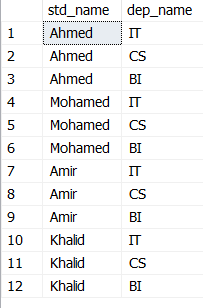 std_name dep_name
1 Ahmed IT
2 Ahmed CS
3 Ahmed BI
4 Mohamed IT
5 Mohamed CS
6 Mohamed BI
7 Amir IT
8 Amir CS
9 Amir BI
10 Khalid IT
11 Khalid CS
12 Khalid BI